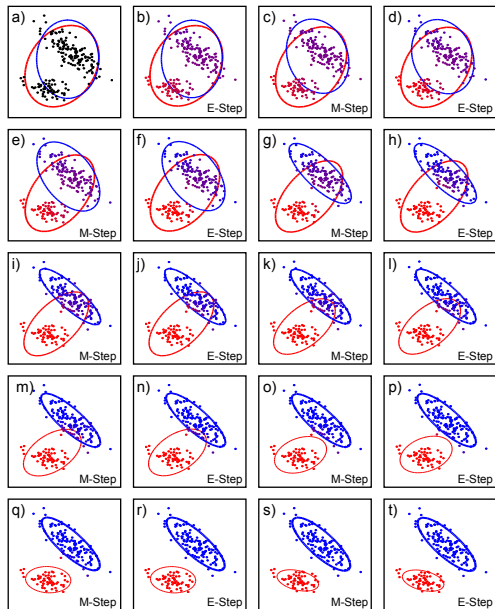 a) b) c) d)
E-Step M-Step E-Step
e) f) g) h)
M-Step E-Step M-Step E-Step
i) j) k) l)
M-Step E-Step M-Step E-Step
m) n) o) p)
M-Step E-Step M-Step E-Step
q) r) s) t)
M-Step E-Step M-Step E-Step